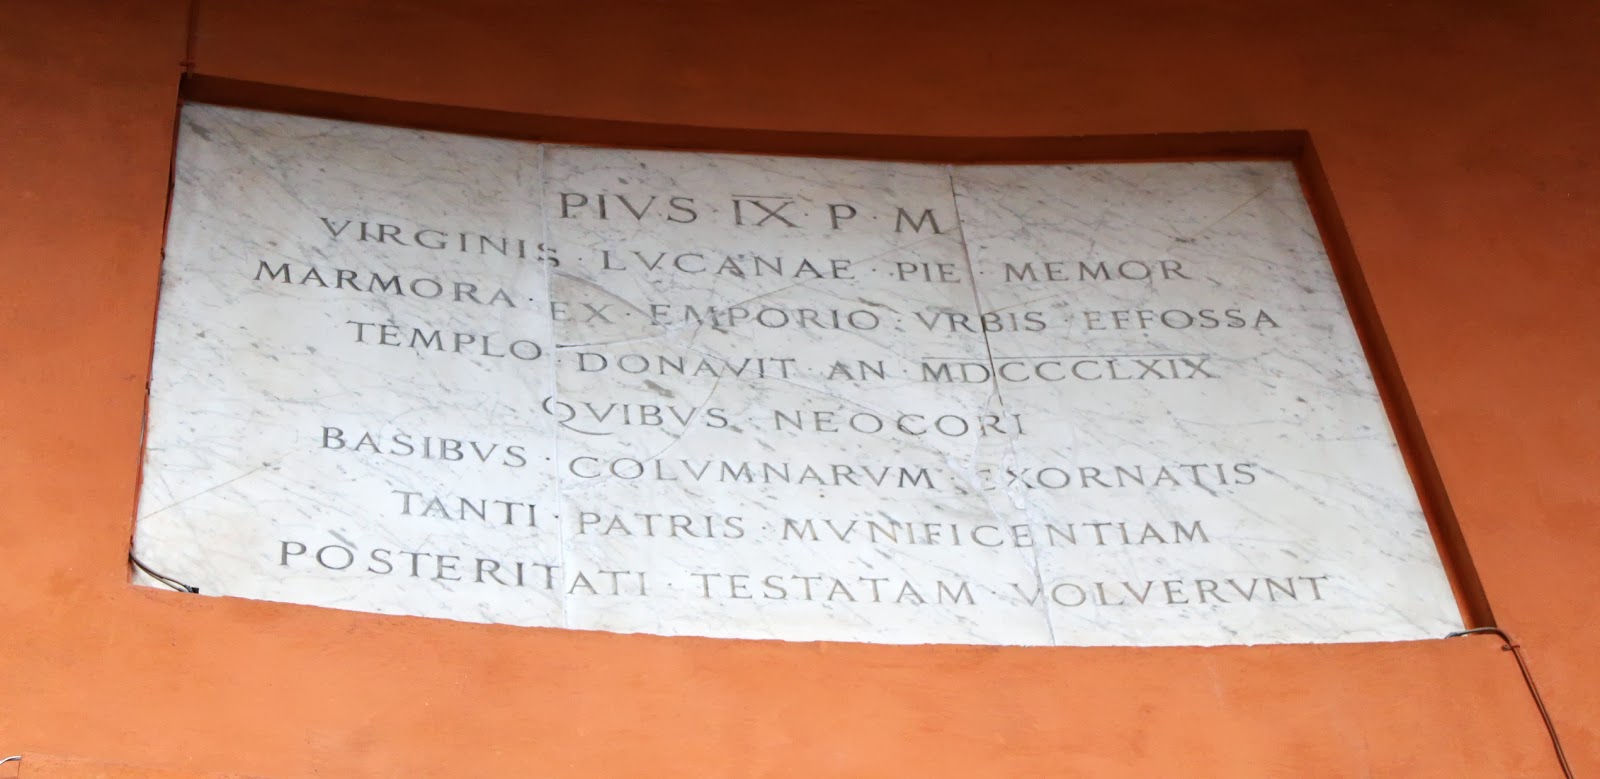 PIVS · IX · P · M
VIRGINIS · LVCANAE · PIE · MEMOR
MARMORA · EX · EMPORIO · VRBIS · EFFOSSA
TEMPLO · DONAVIT · AN · MDCCCLXIX
QVIBVS · NEOCORI
BASIBVS · COLVMNARVM · EXORNATIS
TANTI · PATRIS · MVNIFICENTIAM
POSTERITATI · TESTATAM · VOLVERVNT